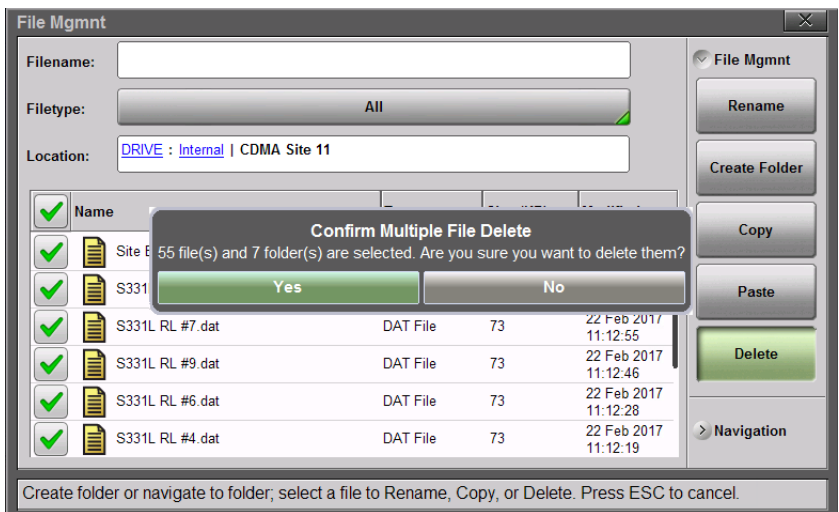 File Mgmnt
Filename:
File Mgmnt
Filetype:
All
Rename
Location:
DRIVE : Internal | CDMA Site 11
Create Folder
Name
Confirm Multiple File Delete
55 file(s) and 7 folder(s) are selected. Are you sure you want to delete them?
Yes
No
Copy
Site
S331
Paste
S331L RL #7.dat DAT File 73 22 Feb 2017
11:12:55
S331L RL #9.dat DAT File 73 22 Feb 2017
11:12:46
Delete
S331L RL #6.dat DAT File 73 22 Feb 2017
11:12:28
S331L RL #4.dat DAT File 73 22 Feb 2017
11:12:19
Navigation
Create folder or navigate to folder; select a file to Rename, Copy, or Delete. Press ESC to cancel.